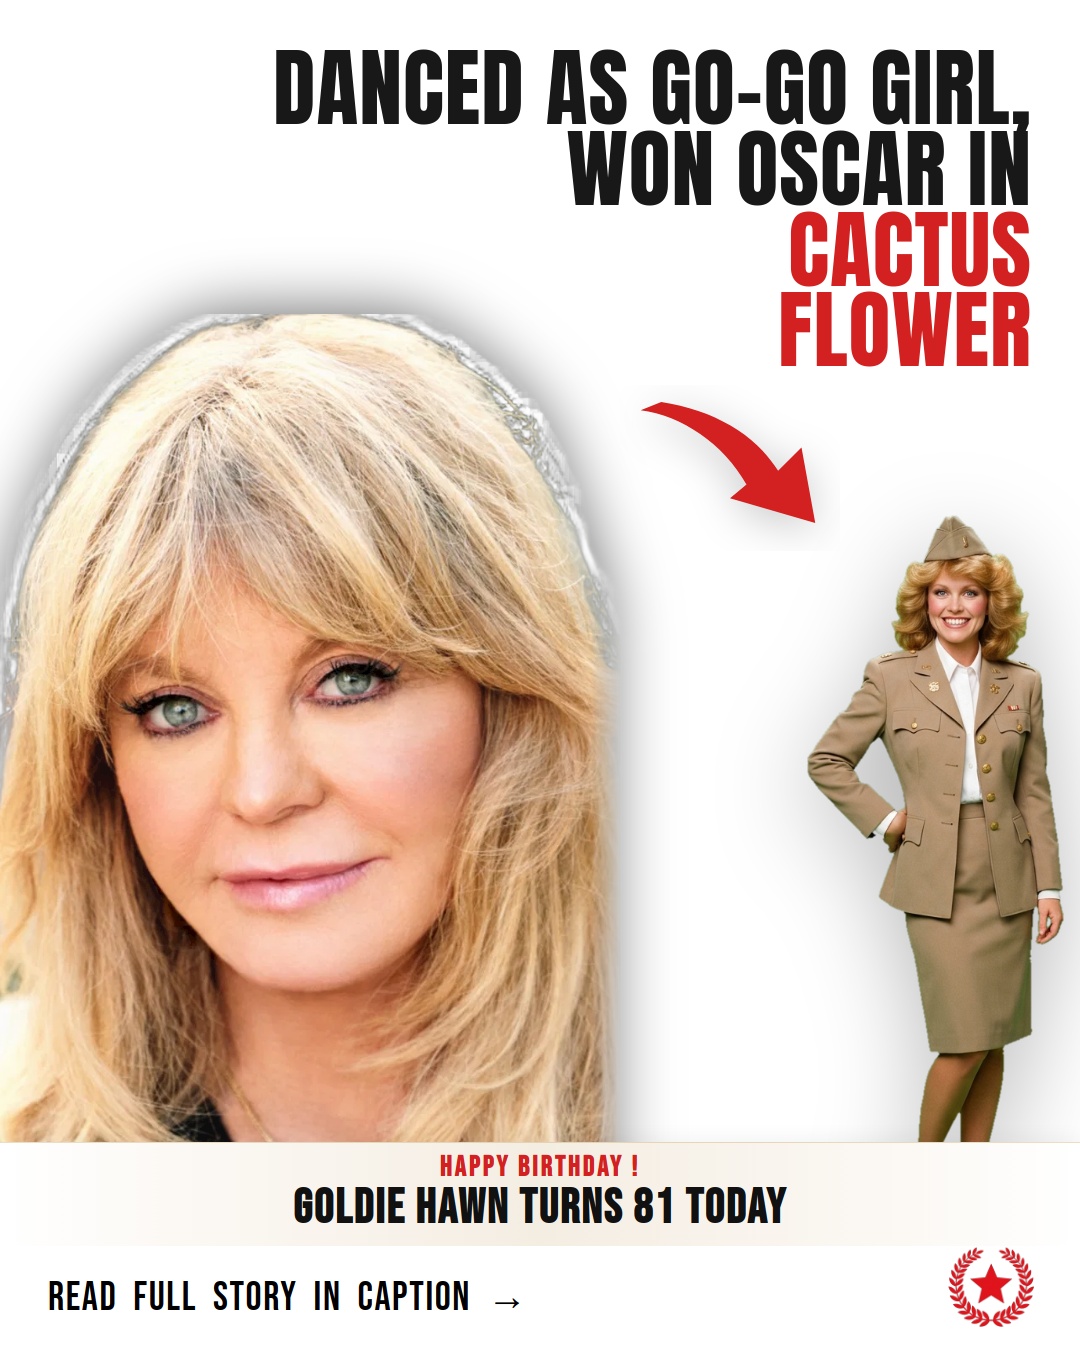 DANCED AS GO-GO GIRL,
WON OSCAR IN
CACTUS
FLOWER
HAPPY BIRTHDAY !
GOLDIE HAWN TURNS 81 TODAY
READ FULL STORY IN CAPTION →